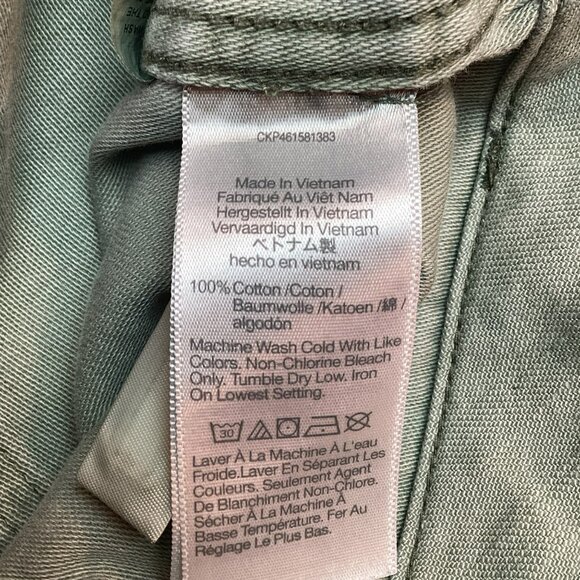 CKP461581383
Made In Vietnam
Fabriqué Au Viêt Nam
Hergestellt In Vietnam
Vervaardigd In Vietnam
ベトナム製
hecho en vietnam
100% Cotton /Coton /
Baumwolle /Katoen /綿 /
algodón
Machine Wash Cold With Like
Colors. Non-Chlorine Bleach
Only. Tumble Dry Low. Iron
On Lowest Setting.
30
Laver À La Machine À L'eau
Froide.Laver En Séparant Les
Couleurs. Seulement Agent
De Blanchiment Non-Chlore.
Sécher À La Machine À
Basse Température. Fer Au
Réglage Le Plus Bas.